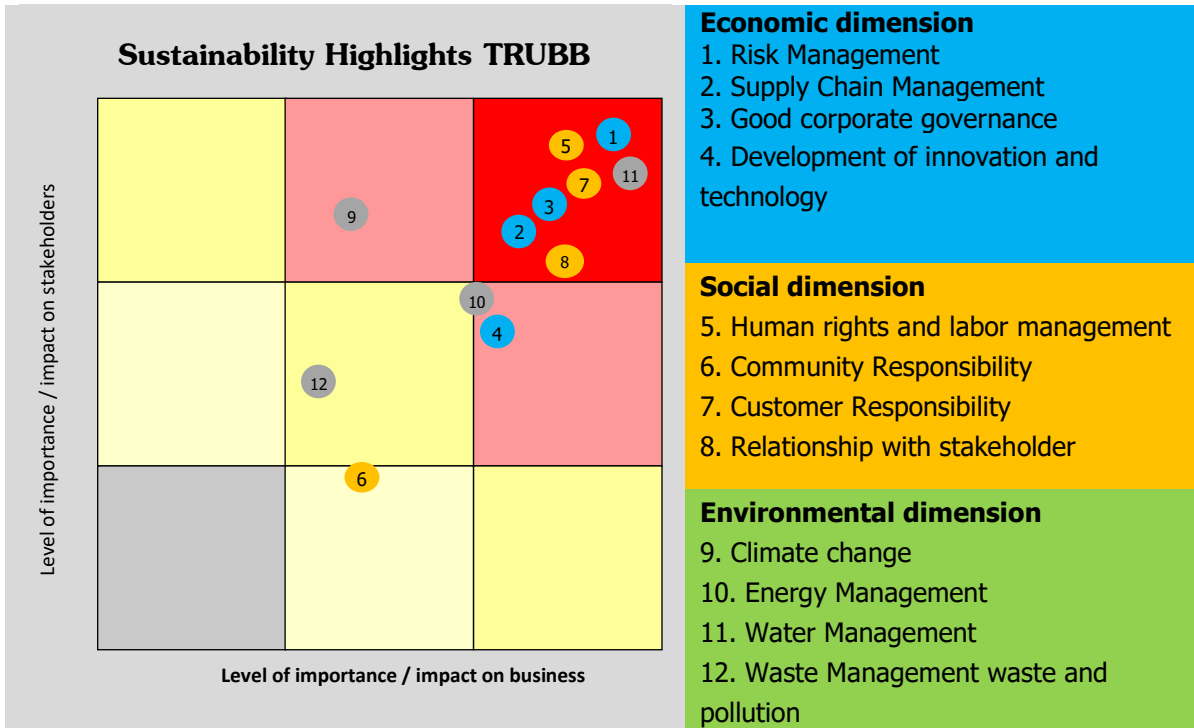 Sustainability Highlights TRUBB
Level of importance / impact on stakeholders
5
1
11
7
3
9
2
8
10
4
12
6
Level of importance / impact on business
Economic dimension
1. Risk Management
2. Supply Chain Management
3. Good corporate governance
4. Development of innovation and
technology
Social dimension
5. Human rights and labor management
6. Community Responsibility
7. Customer Responsibility
8. Relationship with stakeholder
Environmental dimension
9. Climate change
10. Energy Management
11. Water Management
12. Waste Management waste and
pollution